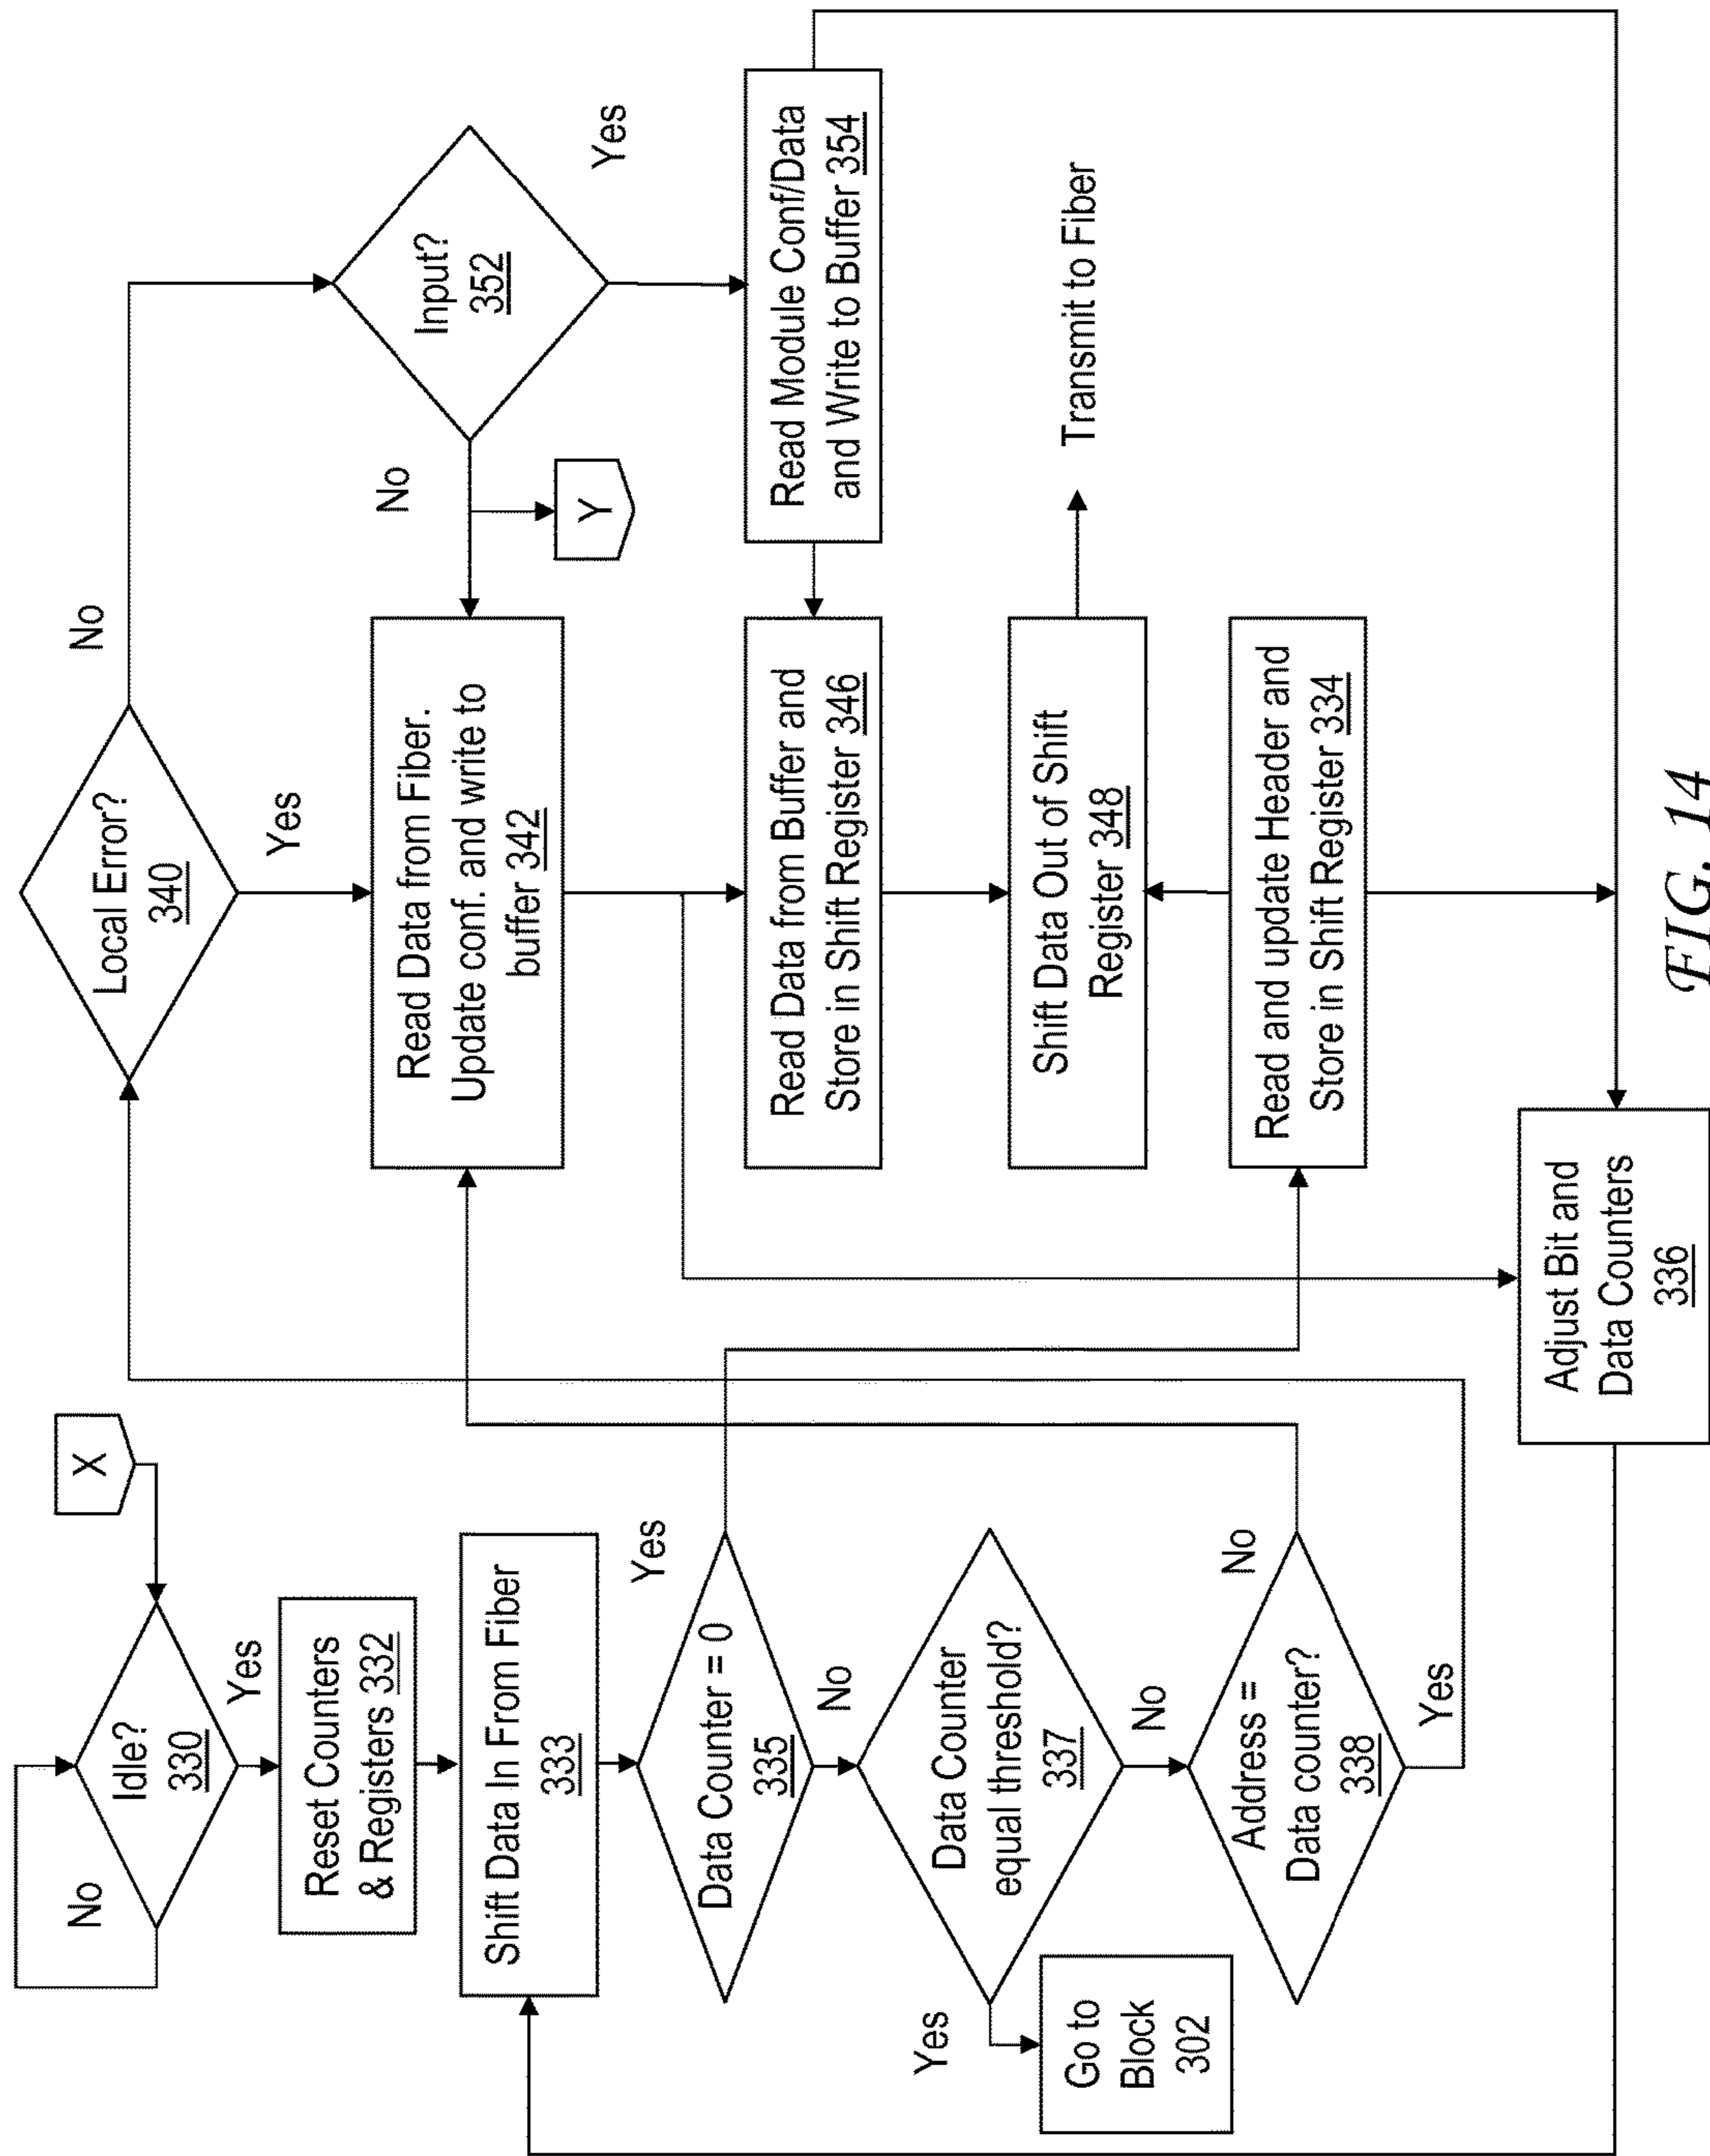 X
Idle?
330
No
Yes
Reset Counters
& Registers 332
Shift Data In From Fiber
333
Data Counter = 0
335
Yes
No
Data Counter
equal threshold?
337
Yes
No
Go to
Block
302
Address =
Data counter?
338
No
Yes
Local Error?
340
No
Yes
Read Data from Fiber.
Update conf. and write to
buffer 342
Input?
352
No
Yes
Y
Read Data from Buffer and
Store in Shift Register 346
Read Module Conf/Data
and Write to Buffer 354
Shift Data Out of Shift
Register 348
Transmit to Fiber
Read and update Header and
Store in Shift Register 334
Adjust Bit and
Data Counters
336
FIG. 14